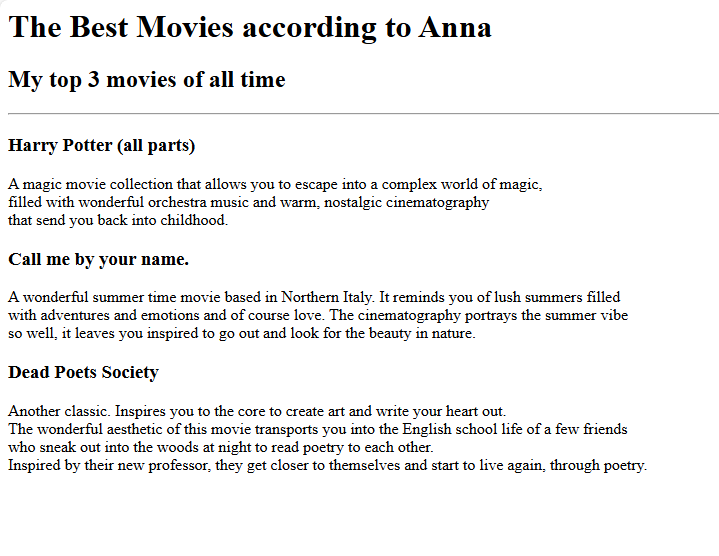 The Best Movies according to Anna
My top 3 movies of all time
Harry Potter (all parts)
A magic movie collection that allows you to escape into a complex world of magic,
filled with wonderful orchestra music and warm, nostalgic cinematography
that send you back into childhood.
Call me by your name.
A wonderful summer time movie based in Northern Italy. It reminds you of lush summers filled
with adventures and emotions and of course love. The cinematography portrays the summer vibe
so well, it leaves you inspired to go out and look for the beauty in nature.
Dead Poets Society
Another classic. Inspires you to the core to create art and write your heart out.
The wonderful aesthetic of this movie transports you into the English school life of a few friends
who sneak out into the woods at night to read poetry to each other.
Inspired by their new professor, they get closer to themselves and start to live again, through poetry.